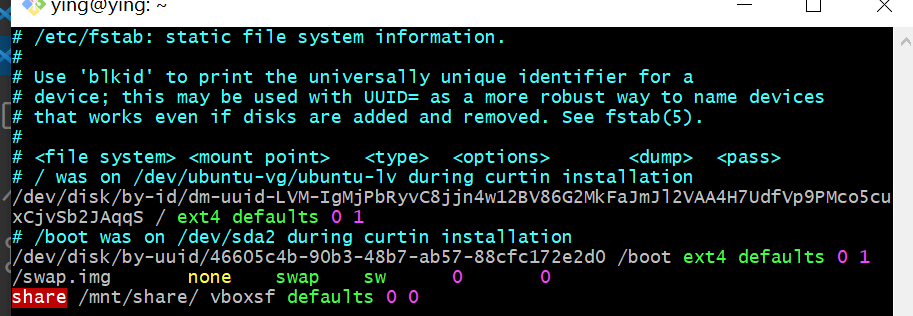 ying@ying: ~
# /etc/fstab: static file system information.
#
# Use 'blkid' to print the universally unique identifier for a
# device; this may be used with UUID= as a more robust way to name devices
# that works even if disks are added and removed. See fstab(5).
#
# <file system> <mount point>   <type>  <options>       <dump>  <pass>
# / was on /dev/ubuntu-vg/ubuntu-lv during curtin installation
/dev/disk/by-id/dm-uuid-LVM-IgMjPbRyvC8jjn4w12BV86G2MkFaJmJl2VAA4H7UdfVp9PMco5cu
xCjvSb2JAqqS / ext4 defaults 0 1
# /boot was on /dev/sda2 during curtin installation
/dev/disk/by-uuid/46605c4b-90b3-48b7-ab57-88cfc172e2d0 /boot ext4 defaults 0 1
/swap.img       none    swap    sw      0       0
share /mnt/share/ vboxsf defaults 0 0